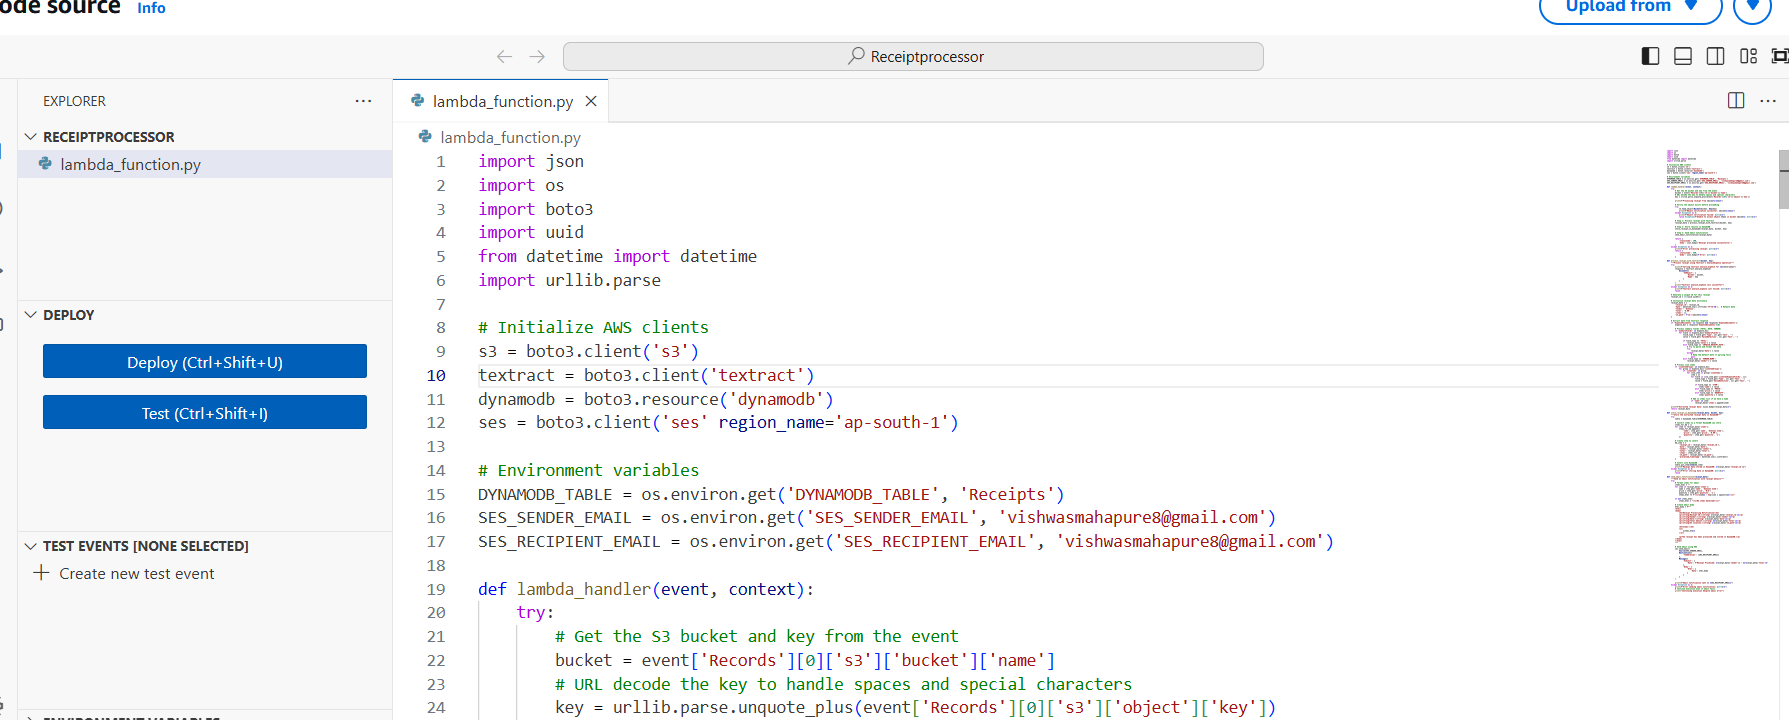 ode source Info
Upload from
Receiptprocessor
EXPLORER
lambda_function.py
RECEIPTPROCESSOR
lambda_function.py
lambda_function.py
DEPLOY
Deploy (Ctrl+Shift+U)
Test (Ctrl+Shift+I)
TEST EVENTS [NONE SELECTED]
Create new test event
ENVIRONMENT VARIABLES
1 import json
2 import os
3 import boto3
4 import uuid
5 from datetime import datetime
6 import urllib.parse
7
8 # Initialize AWS clients
9 s3 = boto3.client('s3')
10 textract = boto3.client('textract')
11 dynamodb = boto3.resource('dynamodb')
12 ses = boto3.client('ses' region_name='ap-south-1')
13
14 # Environment variables
15 DYNAMODB_TABLE = os.environ.get('DYNAMODB_TABLE', 'Receipts')
16 SES_SENDER_EMAIL = os.environ.get('SES_SENDER_EMAIL', 'vishwasmahapure8@gmail.com')
17 SES_RECIPIENT_EMAIL = os.environ.get('SES_RECIPIENT_EMAIL', 'vishwasmahapure8@gmail.com')
18
19 def lambda_handler(event, context):
20 try:
21 # Get the S3 bucket and key from the event
22 bucket = event['Records'][0]['s3']['bucket']['name']
23 # URL decode the key to handle spaces and special characters
24 key = urllib.parse.unquote_plus(event['Records'][0]['s3']['object']['key'])